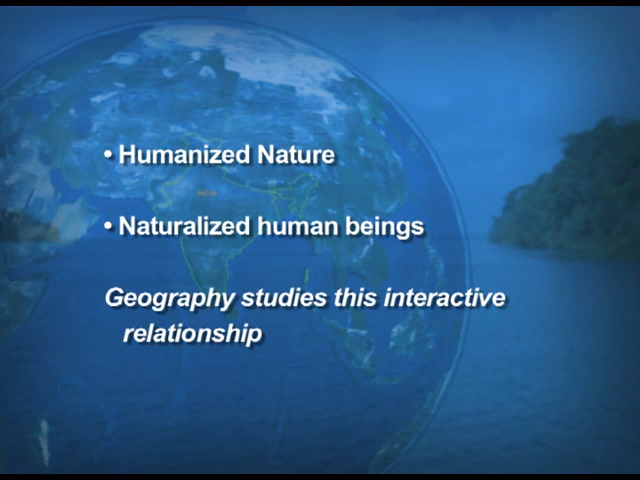 • Humanized Nature
• Naturalized human beings
Geography studies this interactive
relationship